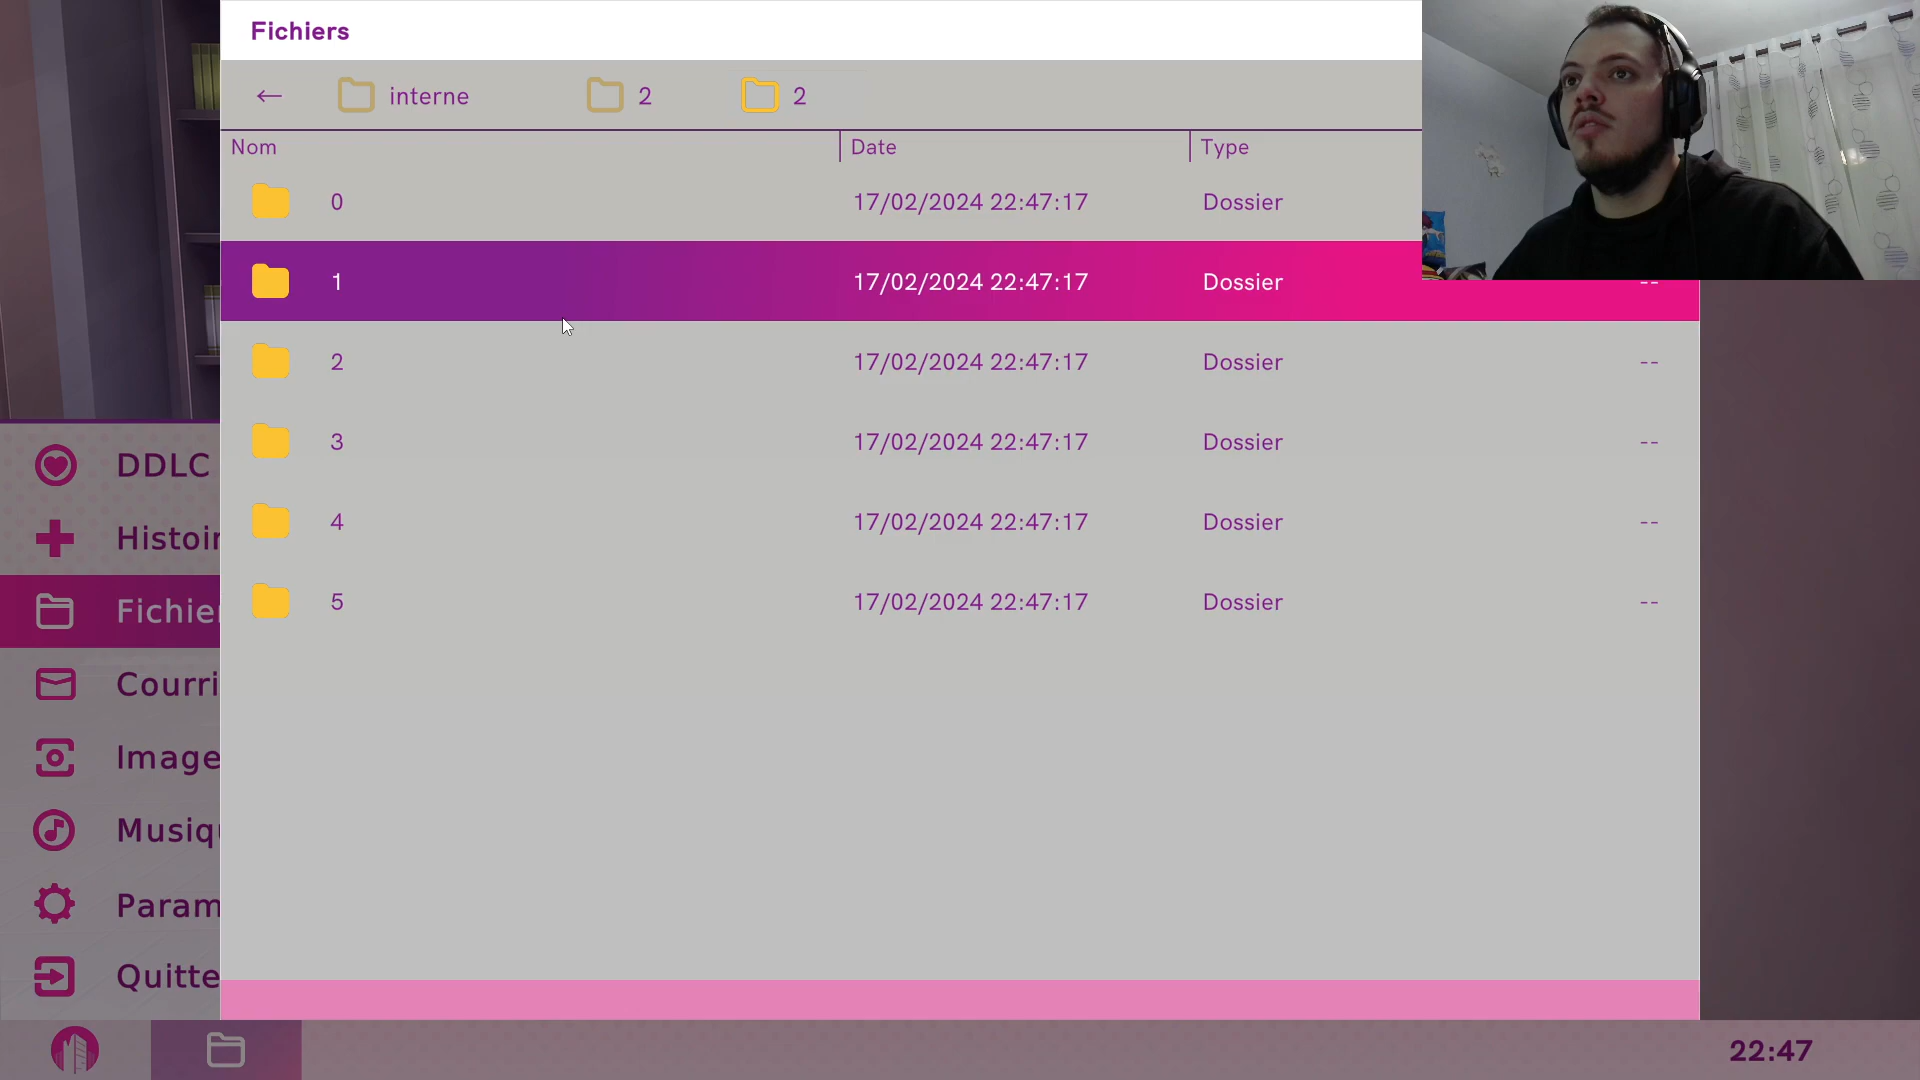 Fichiers
← interne 2 2
Nom Date Type
0 17/02/2024 22:47:17 Dossier
1 17/02/2024 22:47:17 Dossier --
2 17/02/2024 22:47:17 Dossier --
3 17/02/2024 22:47:17 Dossier --
4 17/02/2024 22:47:17 Dossier --
5 17/02/2024 22:47:17 Dossier --
DDLC
Histoir
Fichier
Courri
Image
Musiqu
Param
Quitte
22:47